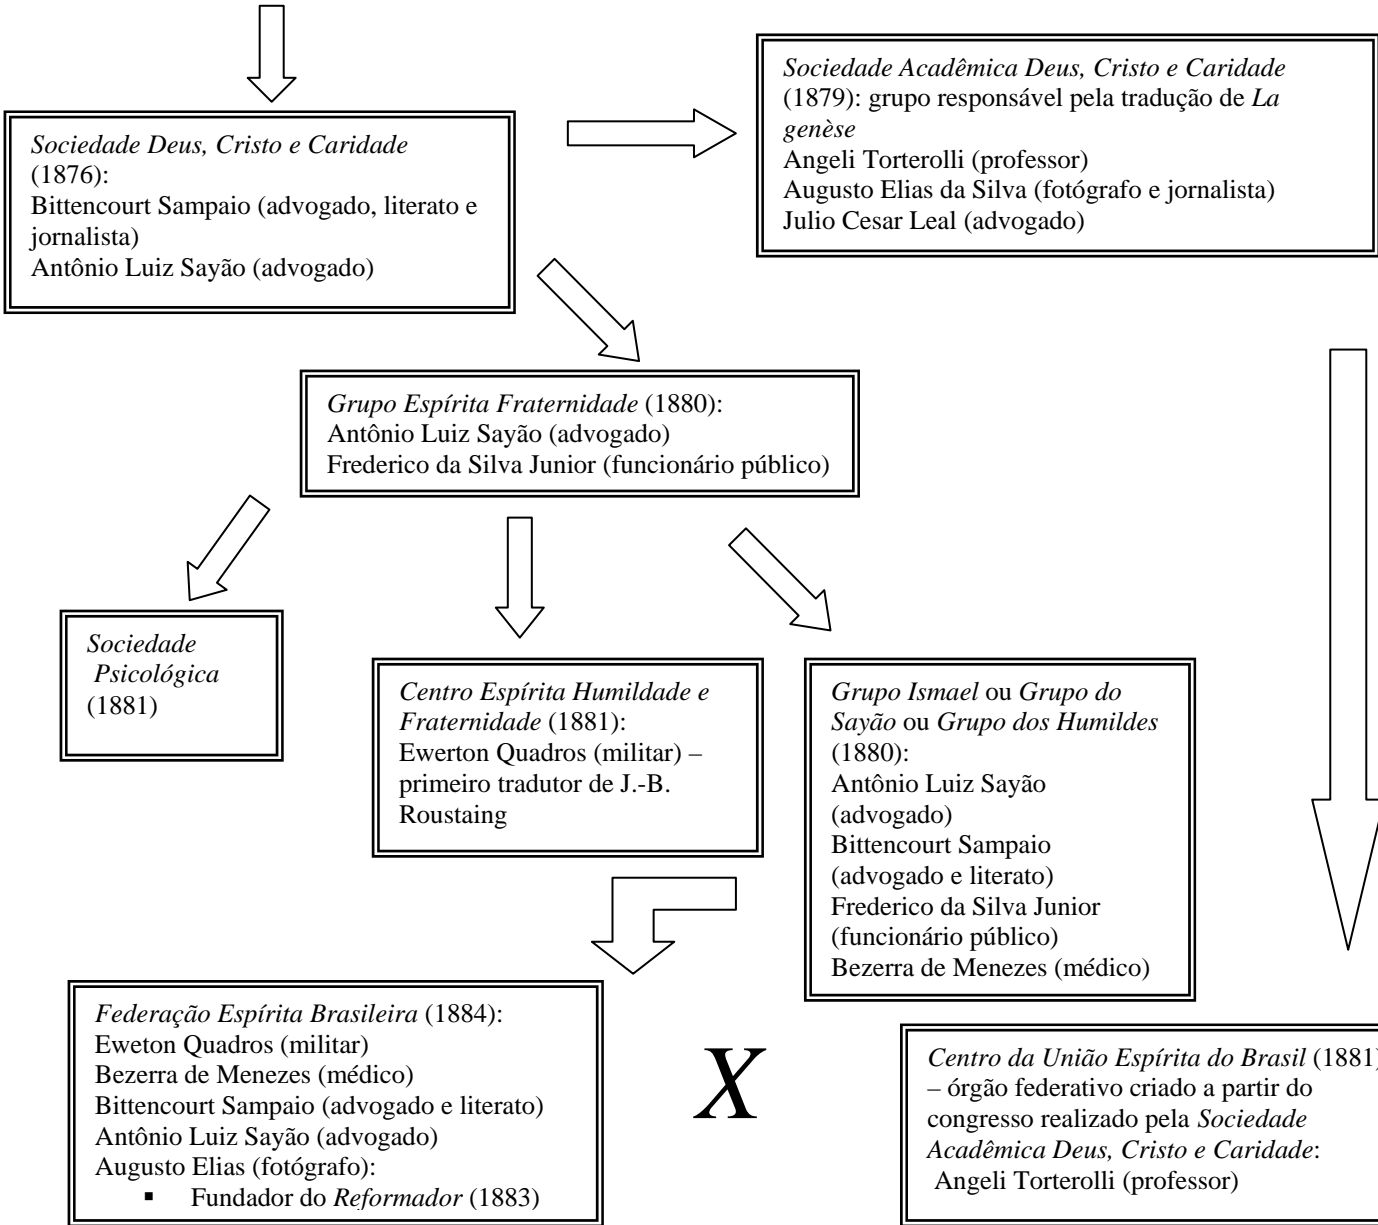 Sociedade Deus, Cristo e Caridade
(1876):
Bittencourt Sampaio (advogado, literato e
jornalista)
Antônio Luiz Sayão (advogado)
Sociedade Acadêmica Deus, Cristo e Caridade
(1879): grupo responsável pela tradução de La
genèse
Angeli Torterolli (professor)
Augusto Elias da Silva (fotógrafo e jornalista)
Julio Cesar Leal (advogado)
Grupo Espírita Fraternidade (1880):
Antônio Luiz Sayão (advogado)
Frederico da Silva Junior (funcionário público)
Sociedade
Psicológica
(1881)
Centro Espírita Humildade e
Fraternidade (1881):
Ewerton Quadros (militar) –
primeiro tradutor de J.-B.
Roustaing
Grupo Ismael ou Grupo do
Sayão ou Grupo dos Humildes
(1880):
Antônio Luiz Sayão
(advogado)
Bittencourt Sampaio
(advogado e literato)
Frederico da Silva Junior
(funcionário público)
Bezerra de Menezes (médico)
Federação Espírita Brasileira (1884):
Eweton Quadros (militar)
Bezerra de Menezes (médico)
Bittencourt Sampaio (advogado e literato)
Antônio Luiz Sayão (advogado)
Augusto Elias (fotógrafo):
▪ Fundador do Reformador (1883)
X
Centro da União Espírita do Brasil (1881)
– órgão federativo criado a partir do
congresso realizado pela Sociedade
Acadêmica Deus, Cristo e Caridade:
Angeli Torterolli (professor)